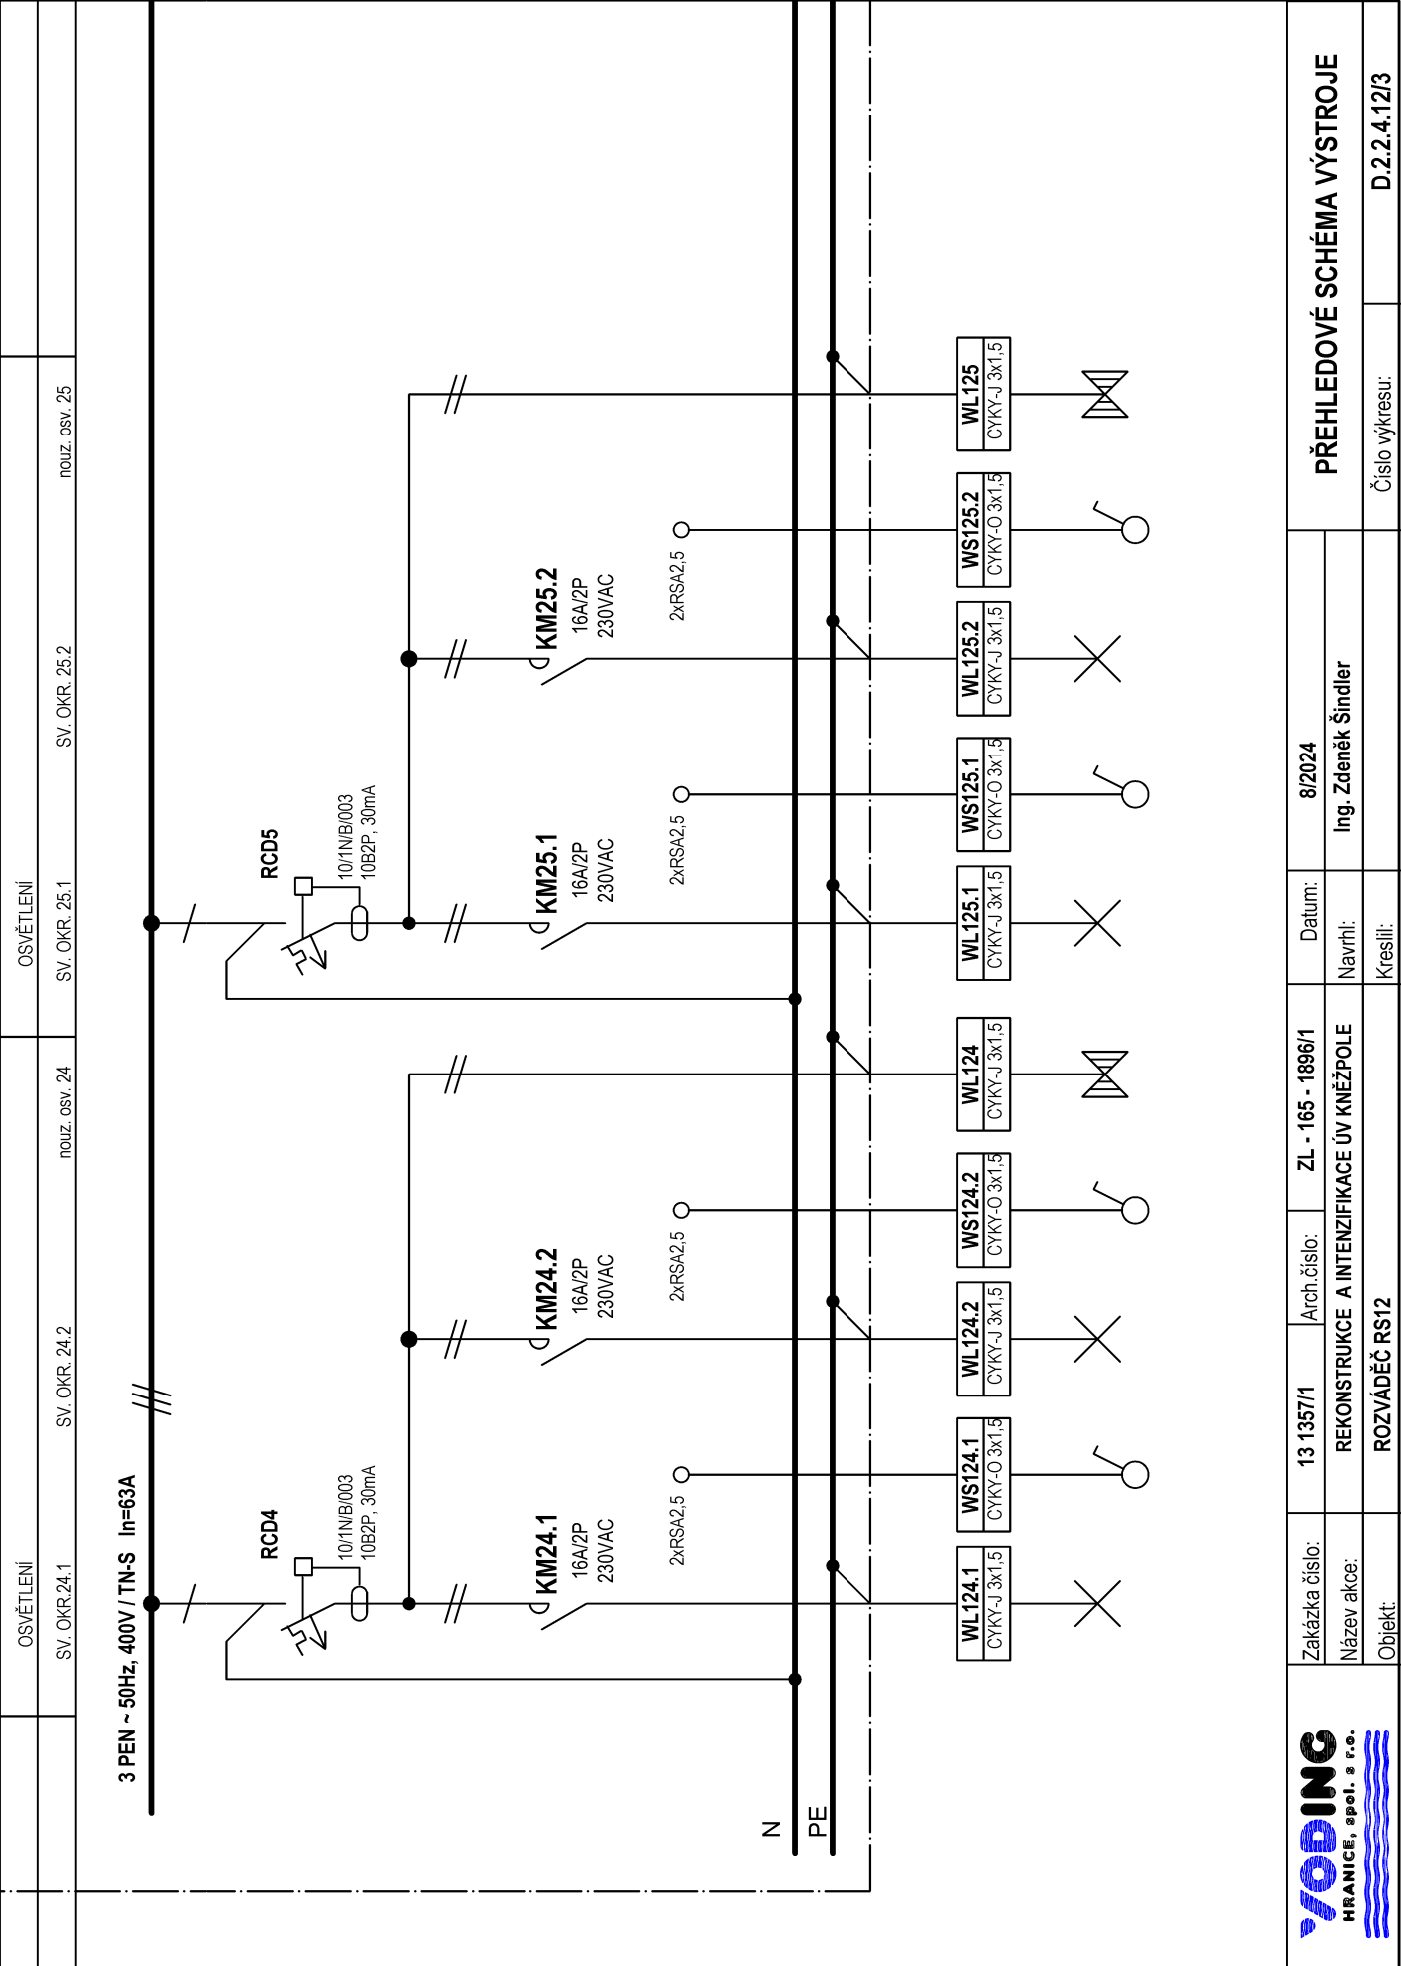 OSVĚTLENÍ
OSVĚTLENÍ
SV. OKR.24.1
SV. OKR. 24.2
nouz. osv. 24
SV. OKR. 25.1
SV. OKR. 25.2
nouz. osv. 25
3 PEN ~ 50Hz, 400V / TN-S In=63A
RCD4
10/1N/B/003
10B2P, 30mA
RCD5
10/1N/B/003
10B2P, 30mA
KM24.1
16A/2P
230VAC
KM24.2
16A/2P
230VAC
KM25.1
16A/2P
230VAC
KM25.2
16A/2P
230VAC
2xRSA2,5
2xRSA2,5
2xRSA2,5
2xRSA2,5
N
PE
WL124.1
CYKY-J 3x1,5
WS124.1
CYKY-O 3x1,5
WL124.2
CYKY-J 3x1,5
WS124.2
CYKY-O 3x1,5
WL124
CYKY-J 3x1,5
WL125.1
CYKY-J 3x1,5
WS125.1
CYKY-O 3x1,5
WL125.2
CYKY-J 3x1,5
WS125.2
CYKY-O 3x1,5
WL125
CYKY-J 3x1,5
VODING
HRANICE, spol. s r.o.
Zakázka číslo: 13 1357/1 Arch.číslo: ZL - 165 - 1896/1 Datum: 8/2024
Název akce: REKONSTRUKCE A INTENZIFIKACE ÚV KNĚŽPOLE Navrhl: Ing. Zdeněk Šindler
Objekt: ROZVÁDĚČ RS12 Kreslil:
PŘEHLEDOVÉ SCHÉMA VÝSTROJE
Číslo výkresu: D.2.2.4.12/3